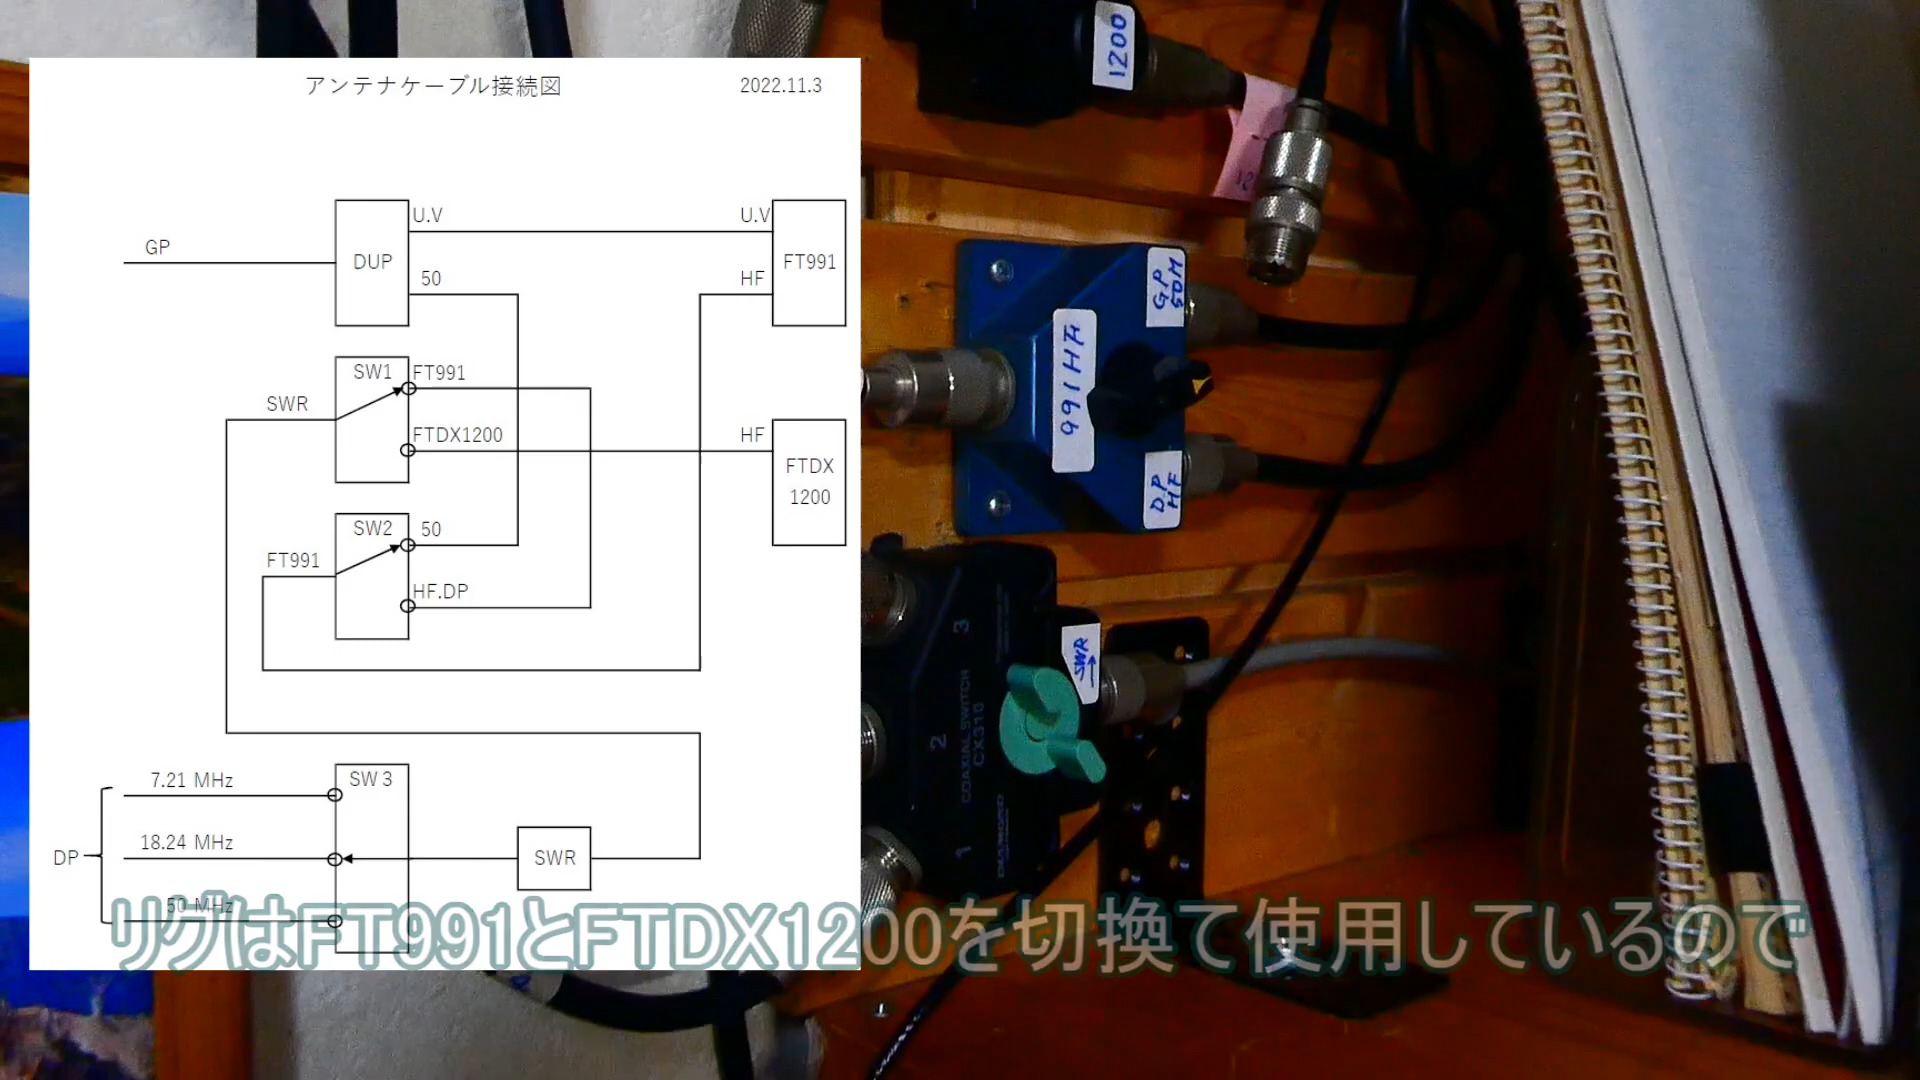 アンテナケーブル接続図 2022.11.3
U.V U.V
GP DUP FT991
50 HF
SW1 FT991
SWR
FTDX1200 HF
FTDX
1200
SW2 50
FT991
HF.DP
7.21 MHz SW 3
18.24 MHz
DP SWR
50 MHz
1200
GP
50M
991HF
DP
HF
SWR
→
1 2 3
COAXIAL SWITCH
CX310
DIAMOND
リグはFT991とFTDX1200を切換て使用しているので